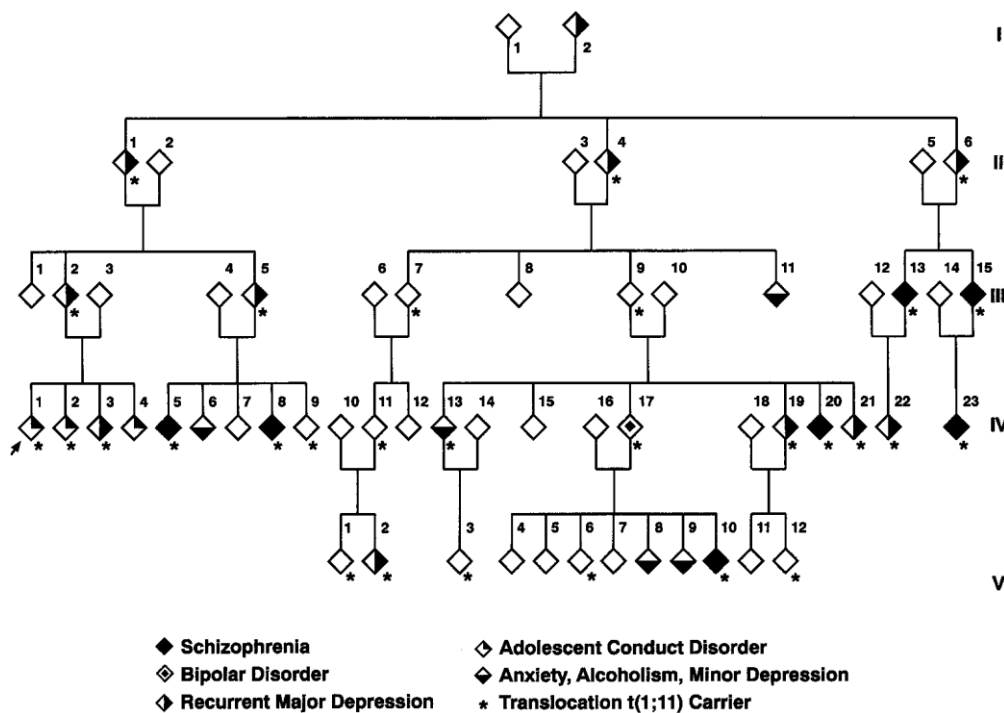 I
1 2
1 2 3 4 5 6
II
* * *
1 2 3 4 5 6 7 8 9 10 11 12 13 14 15
III
* * * * * *
1 2 3 4 5 6 7 8 9 10 11 12 13 14 15 16 17 18 19 20 21 22 23
IV
* * * * * * * * * * * * * *
1 2 3 4 5 6 7 8 9 10 11 12
* * * * * *
V
Schizophrenia
Adolescent Conduct Disorder
Bipolar Disorder
Anxiety, Alcoholism, Minor Depression
Recurrent Major Depression
* Translocation t(1;11) Carrier